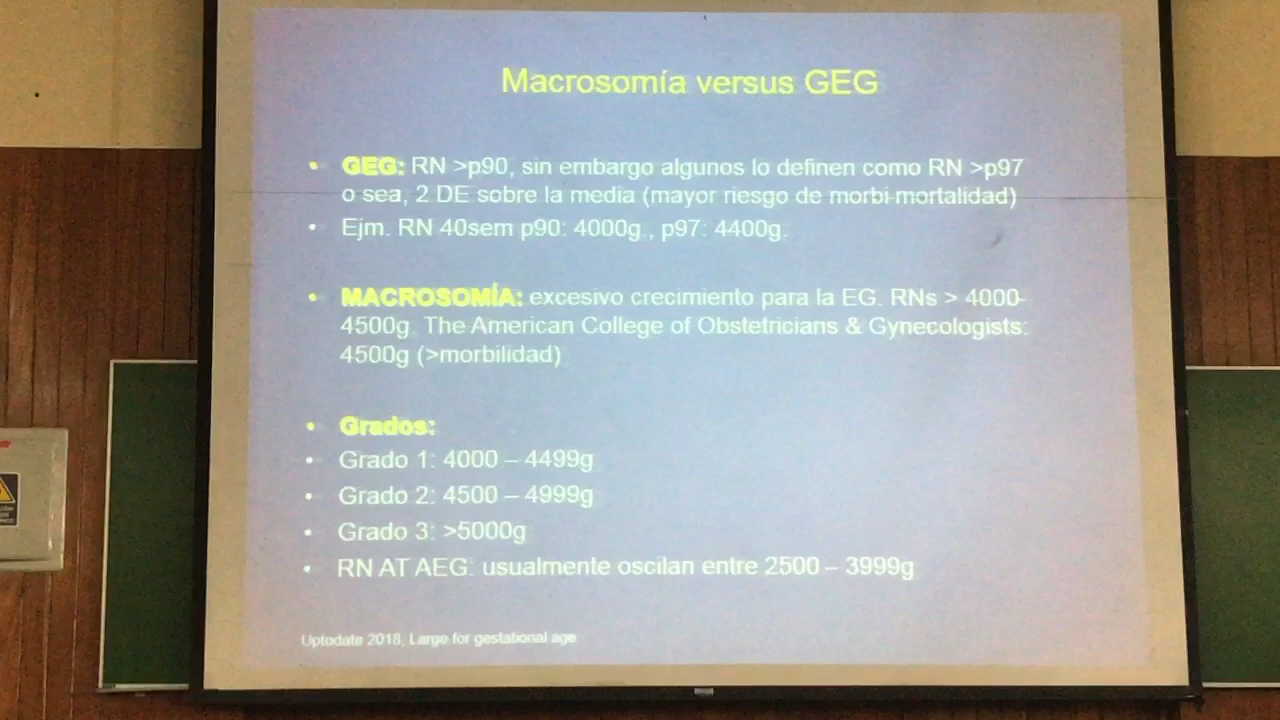 Macrosomía versus GEG
• GEG: RN >p90, sin embargo algunos lo definen como RN >p97
o sea, 2 DE sobre la media (mayor riesgo de morbi-mortalidad)
• Ejm. RN 40sem p90: 4000g., p97: 4400g.
• MACROSOMÍA: excesivo crecimiento para la EG. RNs > 4000-
4500g. The American College of Obstetricians & Gynecologists:
4500g (>morbilidad)
• Grados:
• Grado 1: 4000 – 4499g
• Grado 2: 4500 – 4999g
• Grado 3: >5000g
• RN AT AEG: usualmente oscilan entre 2500 – 3999g
Uptodate 2018, Large for gestational age